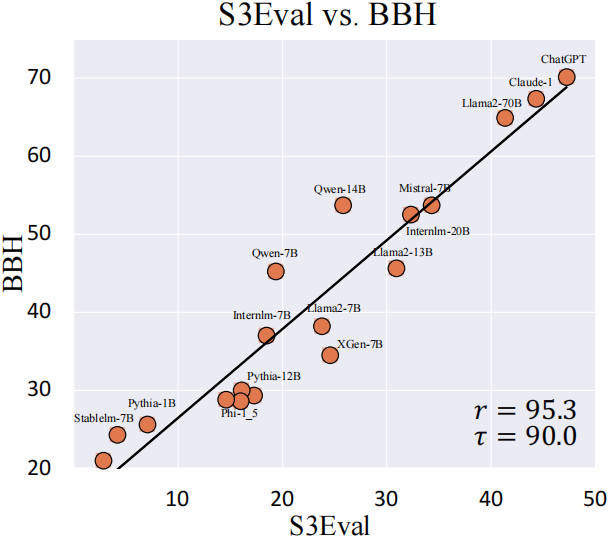 S3Eval vs. BBH
ChatGPT
Claude-1
Llama2-70B
Qwen-14B
Mistral-7B
Internlm-20B
Qwen-7B
Llama2-13B
Internlm-7B
Llama2-7B
XGen-7B
Pythia-12B
Phi-1_5
Pythia-1B
Stablelm-7B
BBH
70
60
50
40
30
20
r = 95.3
τ = 90.0
10 20 30 40 50
S3Eval